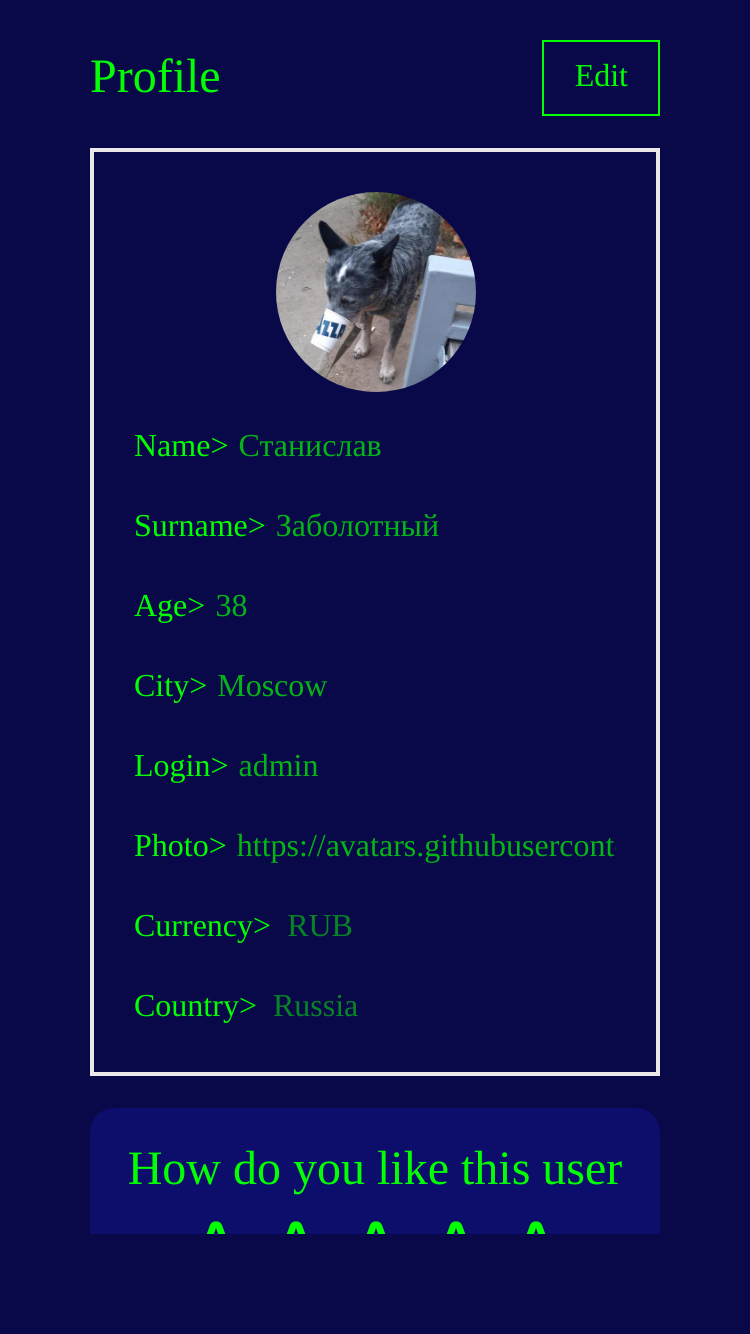 Profile
Edit
Name> Станислав
Surname> Заболотный
Age> 38
City> Moscow
Login> admin
Photo> https://avatars.githubusercont
Currency> RUB
Country> Russia
How do you like this user